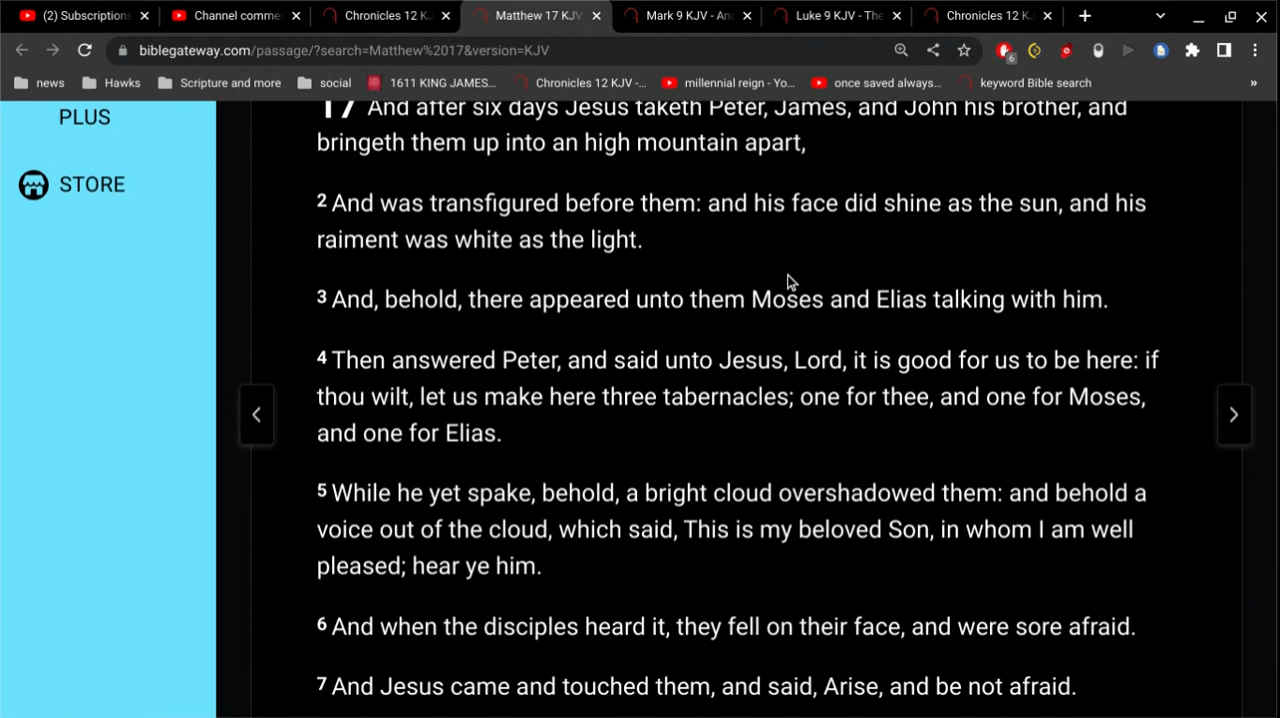 (2) Subscriptions
Channel comme
Chronicles 12 KJ
Matthew 17 KJV
Mark 9 KJV - An
Luke 9 KJV - The
Chronicles 12 K
biblegateway.com/passage/?search=Matthew%2017&version=KJV
6
news
Hawks
Scripture and more
social
1611 KING JAMES...
Chronicles 12 KJV -...
millennial reign - Yo...
once saved always...
keyword Bible search
»
PLUS
STORE
17 And after six days Jesus taketh Peter, James, and John his brother, and
bringeth them up into an high mountain apart,
2 And was transfigured before them: and his face did shine as the sun, and his
raiment was white as the light.
3 And, behold, there appeared unto them Moses and Elias talking with him.
4 Then answered Peter, and said unto Jesus, Lord, it is good for us to be here: if
thou wilt, let us make here three tabernacles; one for thee, and one for Moses,
and one for Elias.
5 While he yet spake, behold, a bright cloud overshadowed them: and behold a
voice out of the cloud, which said, This is my beloved Son, in whom I am well
pleased; hear ye him.
6 And when the disciples heard it, they fell on their face, and were sore afraid.
7 And Jesus came and touched them, and said, Arise, and be not afraid.